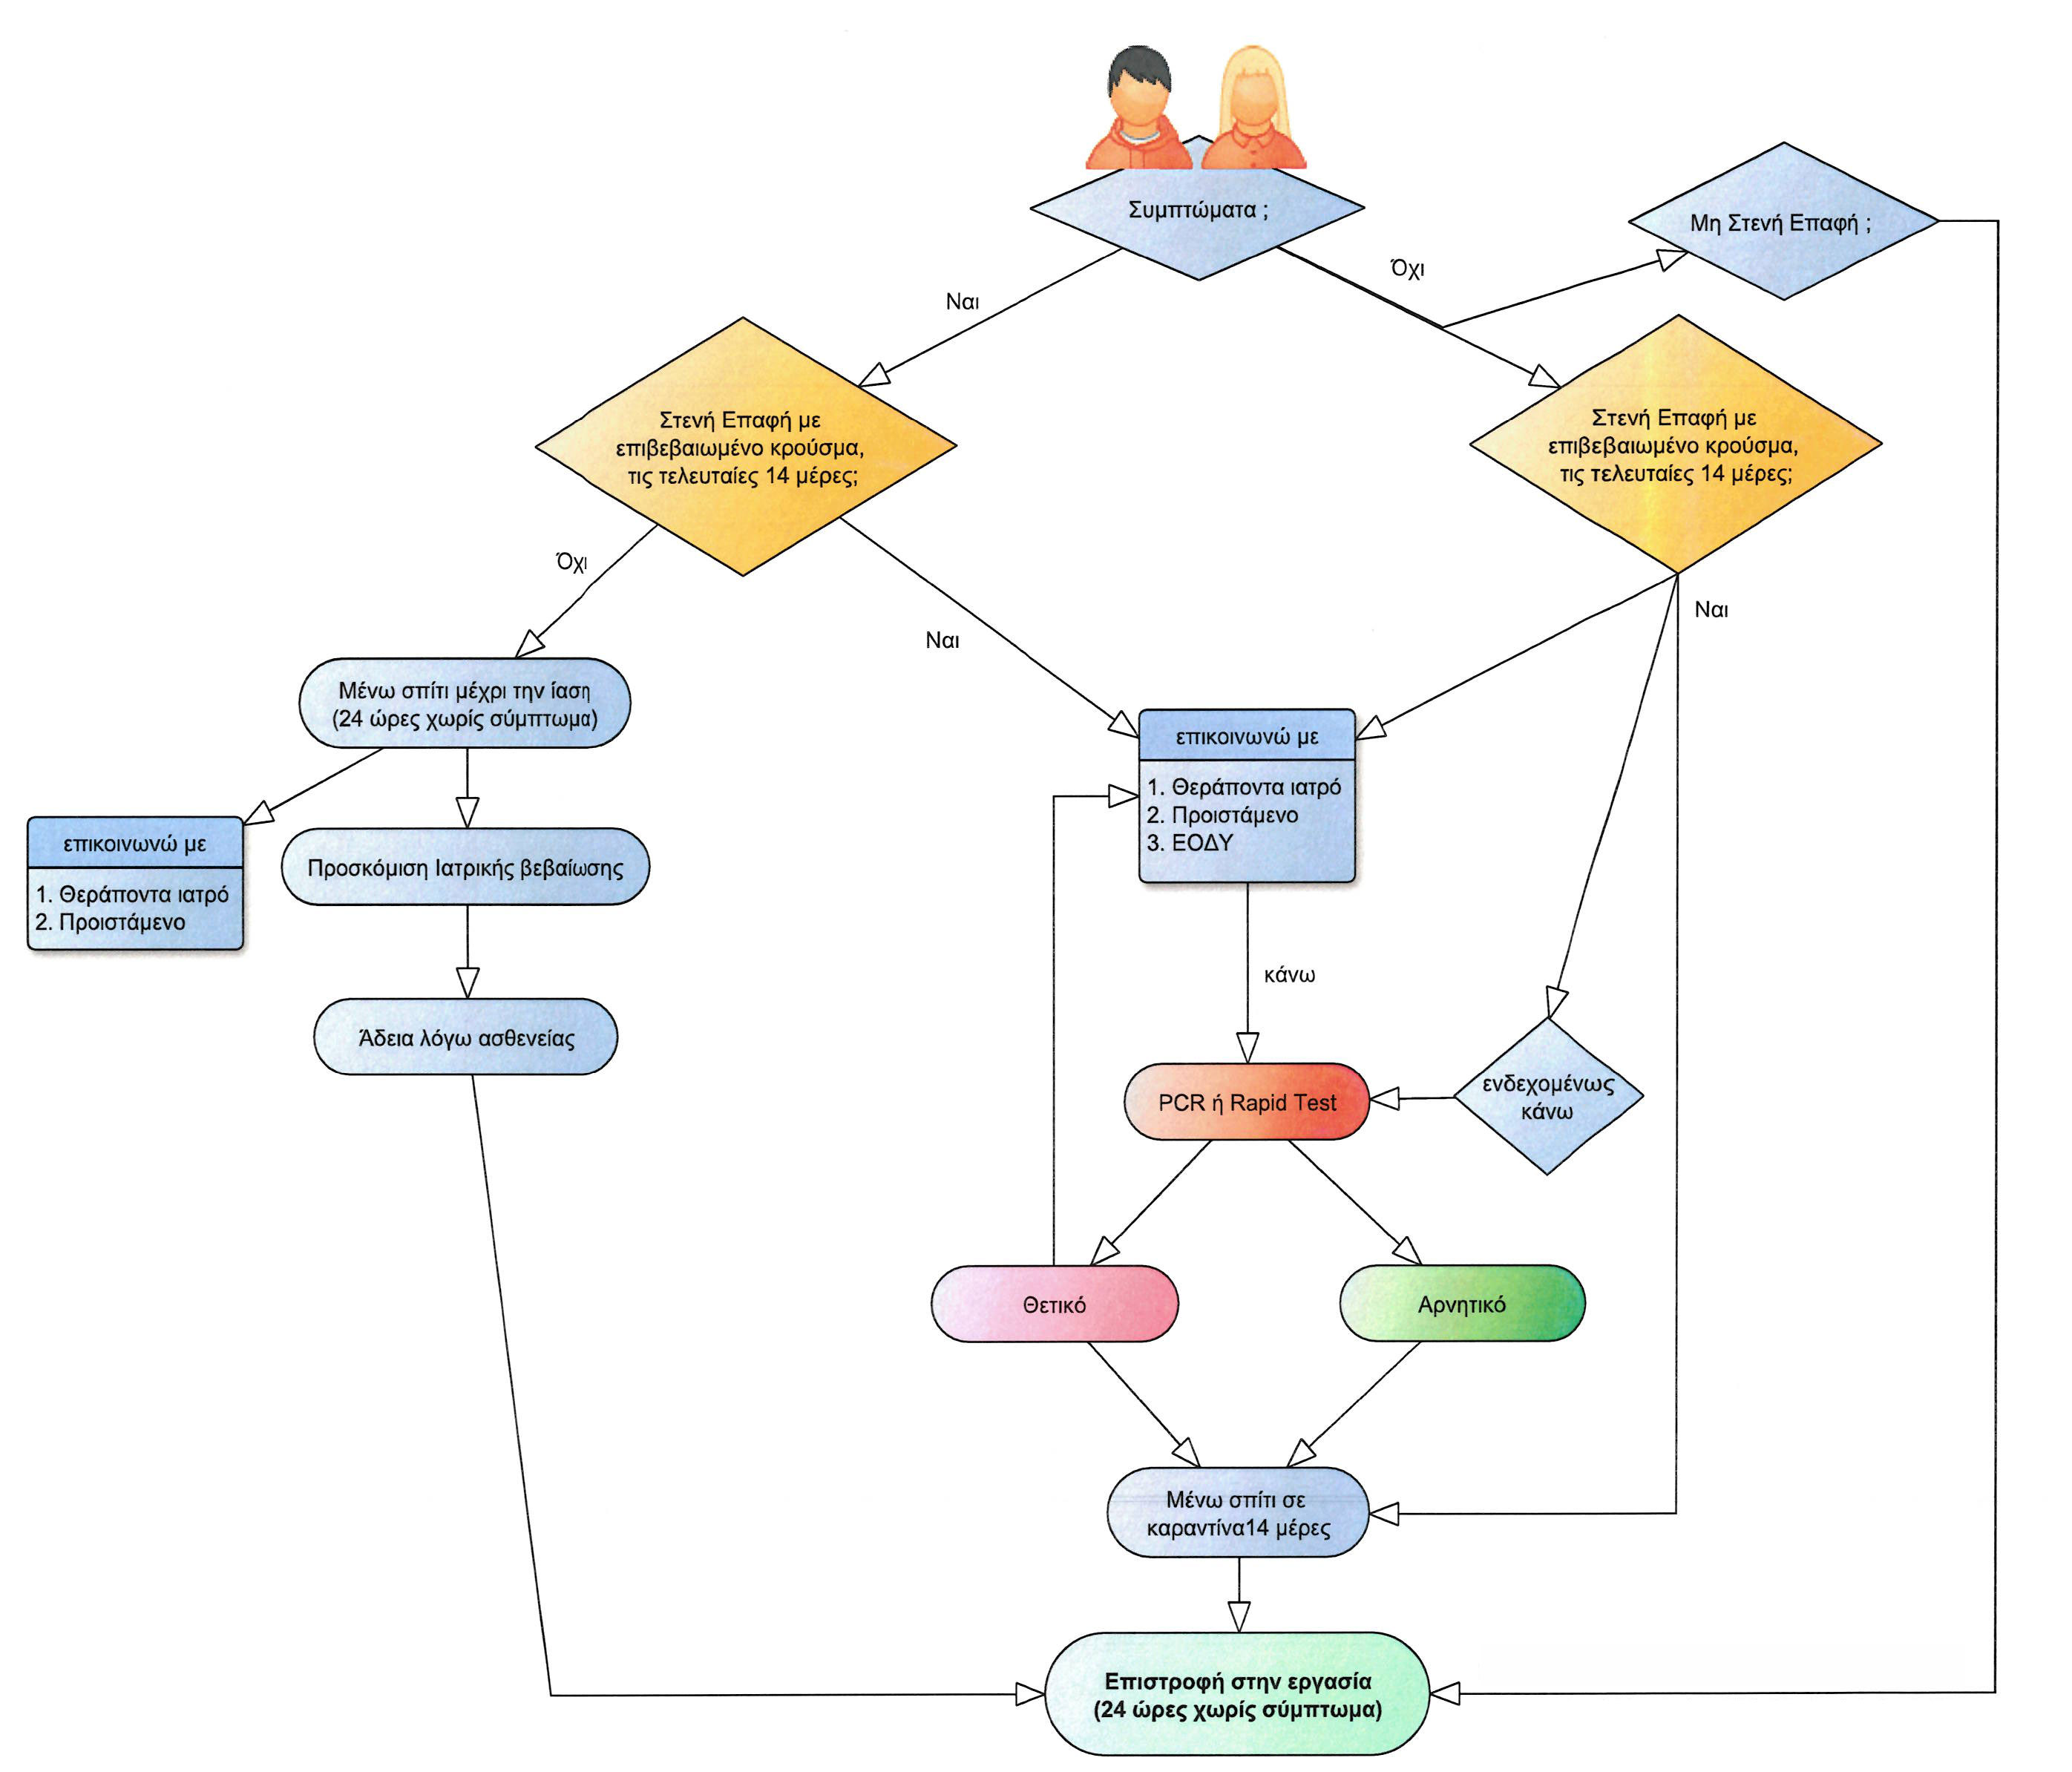 Συμπτώματα ;
Μη Στενή Επαφή ;
Όχι
Ναι
Στενή Επαφή με
επιβεβαιωμένο κρούσμα,
τις τελευταίες 14 μέρες;
Στενή Επαφή με
επιβεβαιωμένο κρούσμα,
τις τελευταίες 14 μέρες;
Όχι
Ναι
Ναι
Μένω σπίτι μέχρι την ίαση
(24 ώρες χωρίς σύμπτωμα)
επικοινωνώ με
1. Θεράποντα ιατρό
2. Προιστάμενο
3. ΕΟΔΥ
επικοινωνώ με
1. Θεράποντα ιατρό
2. Προιστάμενο
Προσκόμιση Ιατρικής βεβαίωσης
κάνω
Άδεια λόγω ασθενείας
ενδεχομένως
κάνω
PCR ή Rapid Test
Θετικό
Αρνητικό
Μένω σπίτι σε
καραντίνα14 μέρες
Επιστροφή στην εργασία
(24 ώρες χωρίς σύμπτωμα)